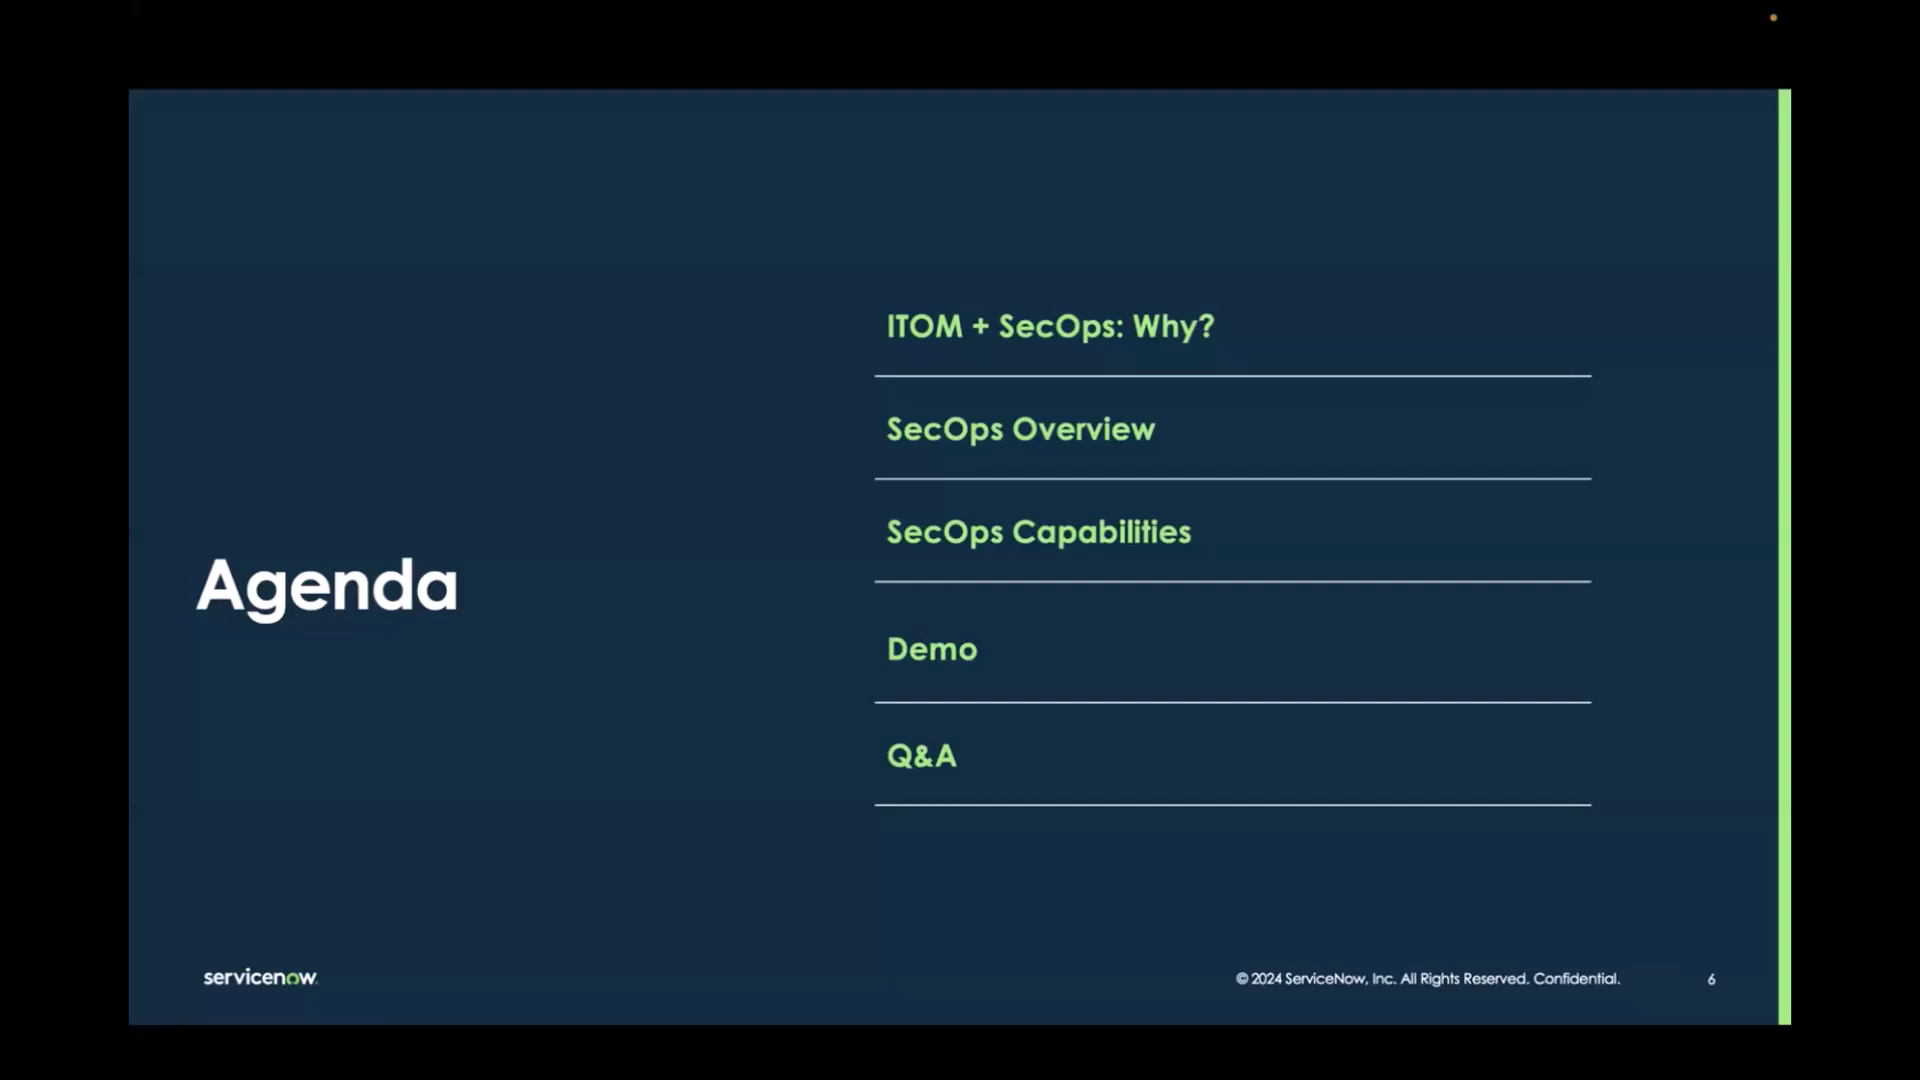 Agenda
ITOM + SecOps: Why?
SecOps Overview
SecOps Capabilities
Demo
Q&A
servicenow
© 2024 ServiceNow, Inc. All Rights Reserved. Confidential.
6